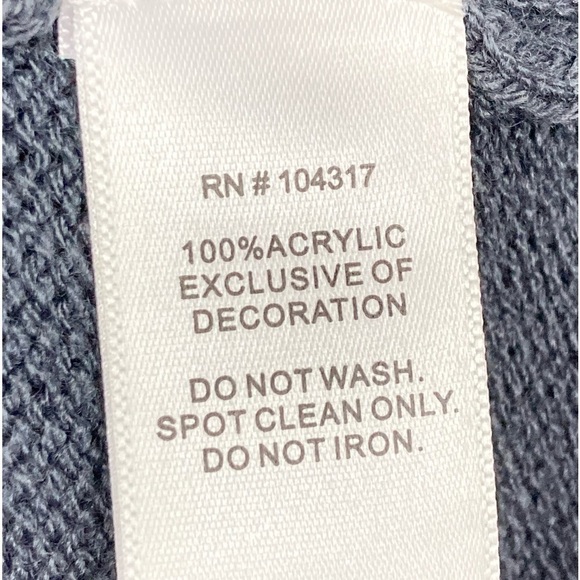 RN # 104317
100%ACRYLIC
EXCLUSIVE OF
DECORATION
DO NOT WASH.
SPOT CLEAN ONLY.
DO NOT IRON.